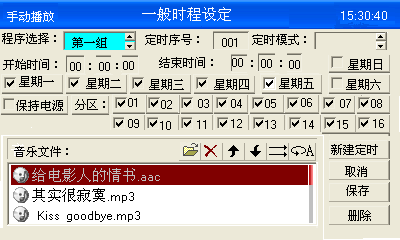 手动播放 一般时程设定 15:30:40
程序选择: 第一组 定时序号: 001 定时模式:
开始时间: 00:00:00 结束时间: 00:00:00 星期日
星期一 星期二 星期三 星期四 星期五 星期六
保持电源 分区: 01 02 03 04 05 06 07 08
09 10 11 12 13 14 15 16
音乐文件: A 新建定时
给电影人的情书.aac 取消
其实很寂寞.mp3 保存
Kiss goodbye.mp3 删除